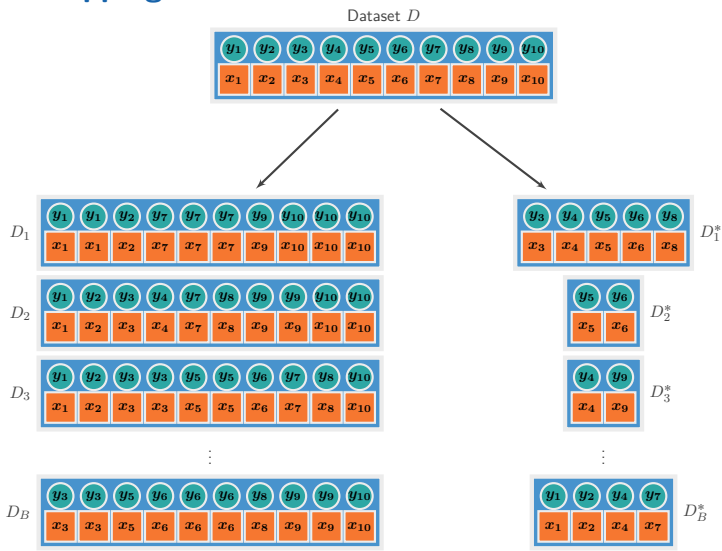 Dataset D
y1 y2 y3 y4 y5 y6 y7 y8 y9 y10
x1 x2 x3 x4 x5 x6 x7 x8 x9 x10
D1
y1 y1 y2 y7 y7 y7 y9 y10 y10 y10
x1 x1 x2 x7 x7 x7 x9 x10 x10 x10
y3 y4 y5 y6 y8
x3 x4 x5 x6 x8
D1*
D2
y1 y2 y3 y4 y7 y8 y9 y9 y10 y10
x1 x2 x3 x4 x7 x8 x9 x9 x10 x10
y5 y6
x5 x6
D2*
D3
y1 y2 y3 y3 y5 y5 y6 y7 y8 y10
x1 x2 x3 x3 x5 x5 x6 x7 x8 x10
y4 y9
x4 x9
D3*
⋮ ⋮
DB
y3 y3 y5 y6 y6 y6 y8 y9 y9 y10
x3 x3 x5 x6 x6 x6 x8 x9 x9 x10
y1 y2 y4 y7
x1 x2 x4 x7
DB*